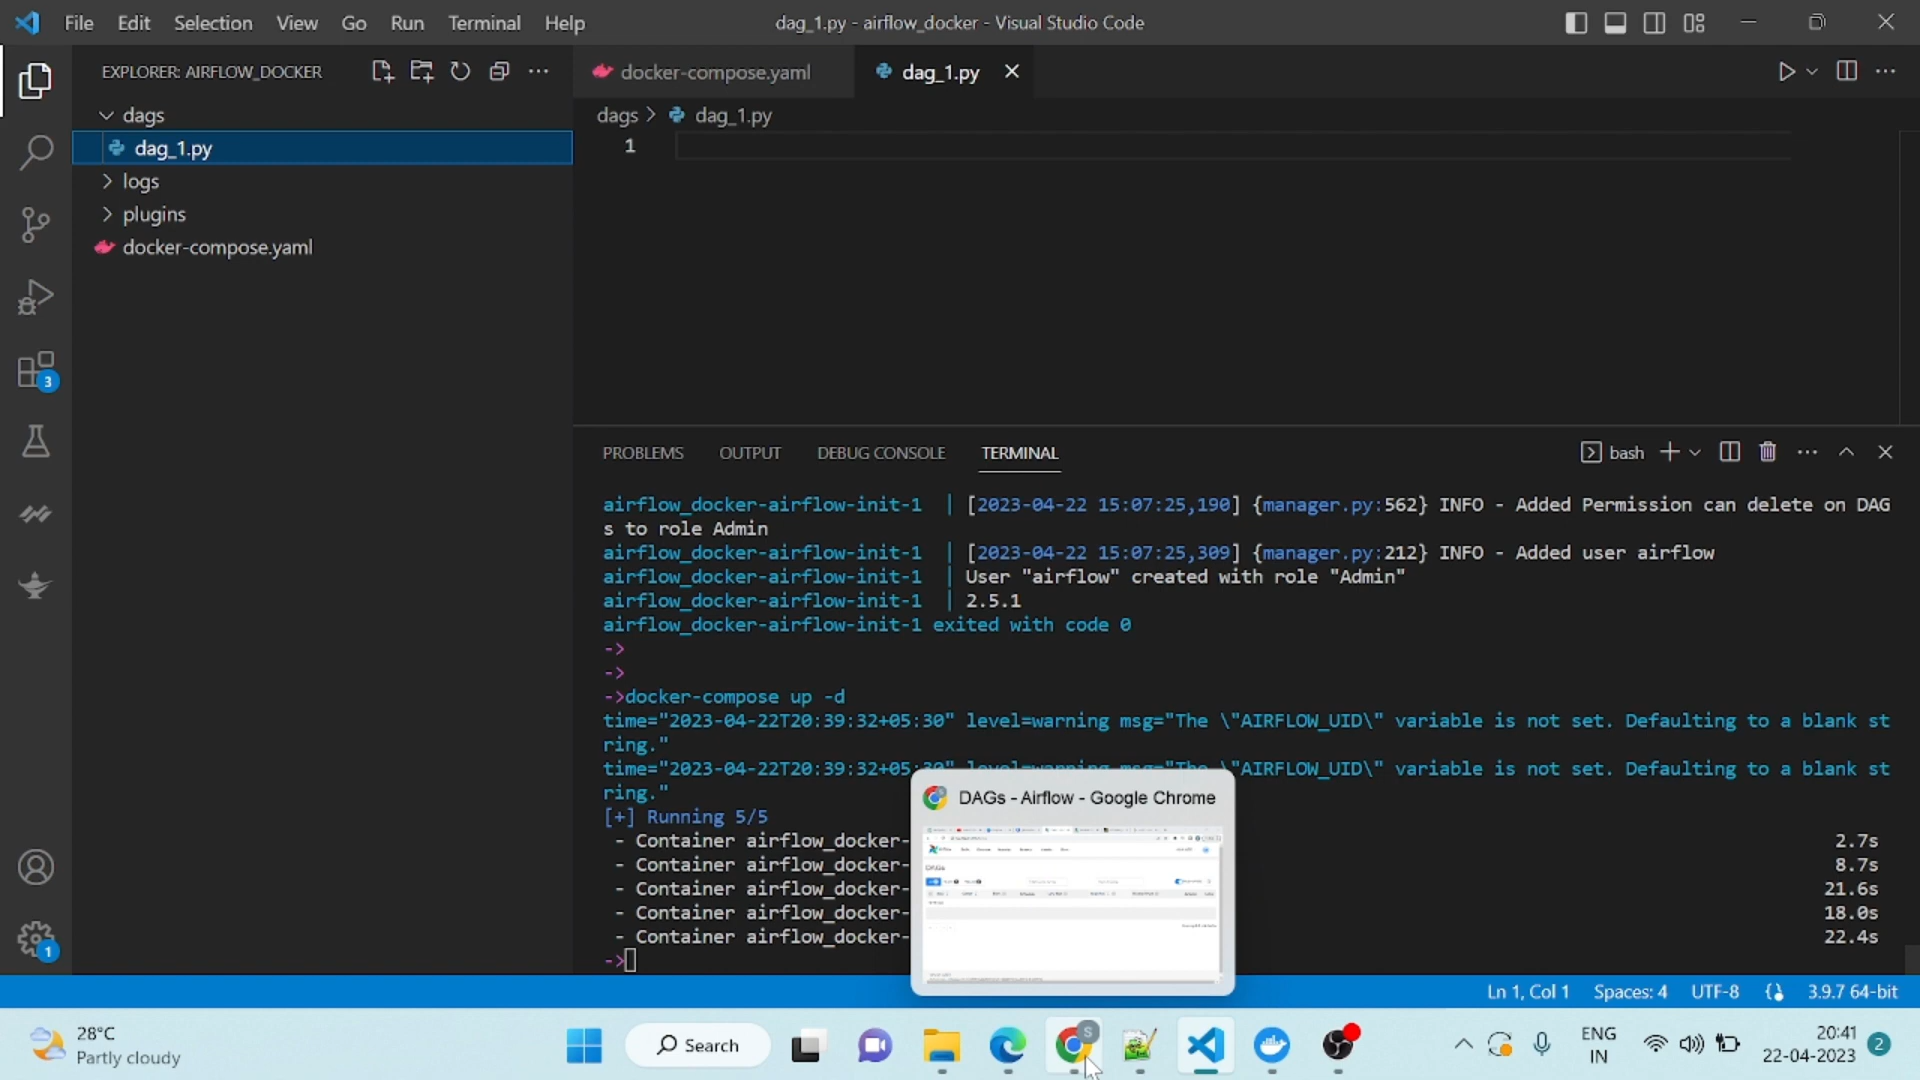 File Edit Selection View Go Run Terminal Help
dag_1.py - airflow_docker - Visual Studio Code
EXPLORER: AIRFLOW_DOCKER
docker-compose.yaml
dag_1.py
dags
dags > dag_1.py
1
dag_1.py
logs
plugins
docker-compose.yaml
3
PROBLEMS OUTPUT DEBUG CONSOLE TERMINAL
bash
airflow_docker-airflow-init-1 | [2023-04-22 15:07:25,190] {manager.py:562} INFO - Added Permission can delete on DAG
s to role Admin
airflow_docker-airflow-init-1 | [2023-04-22 15:07:25,309] {manager.py:212} INFO - Added user airflow
airflow_docker-airflow-init-1 | User "airflow" created with role "Admin"
airflow_docker-airflow-init-1 | 2.5.1
airflow_docker-airflow-init-1 exited with code 0
->
->
->docker-compose up -d
time="2023-04-22T20:39:32+05:30" level=warning msg="The \"AIRFLOW_UID\" variable is not set. Defaulting to a blank st
ring."
time="2023-04-22T20:39:32+05:30" level=warning msg="The \"AIRFLOW_UID\" variable is not set. Defaulting to a blank st
ring."
[+] Running 5/5
- Container airflow_docker- 2.7s
- Container airflow_docker- 8.7s
- Container airflow_docker- 21.6s
- Container airflow_docker- 18.0s
- Container airflow_docker- 22.4s
->
DAGs - Airflow - Google Chrome
DAGs
1
Ln 1, Col 1 Spaces: 4 UTF-8 3.9.7 64-bit
28°C
Partly cloudy
Search
S
ENG
IN
20:41
22-04-2023
2